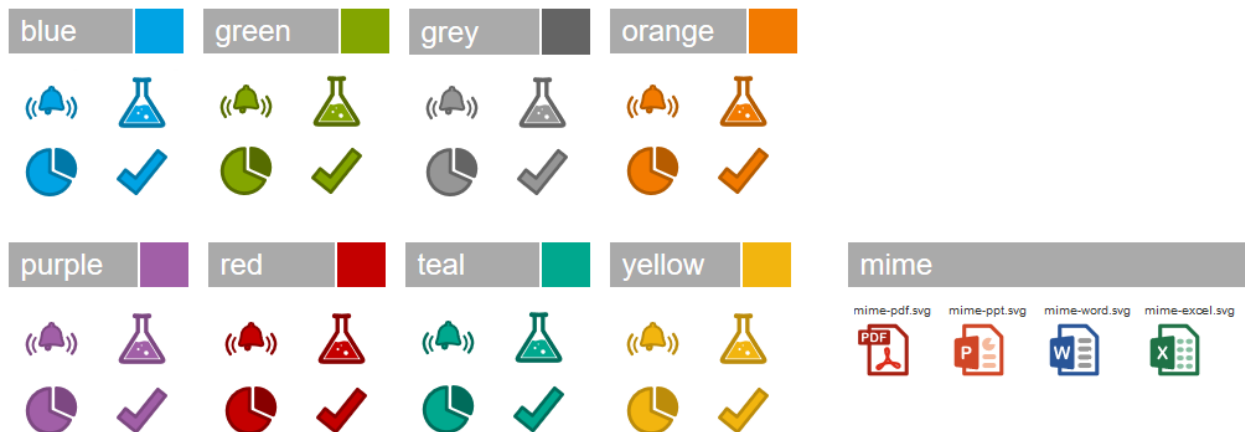 blue
green
grey
orange
purple
red
teal
yellow
mime
mime-pdf.svg
mime-ppt.svg
mime-word.svg
mime-excel.svg
PDF
P
W
X